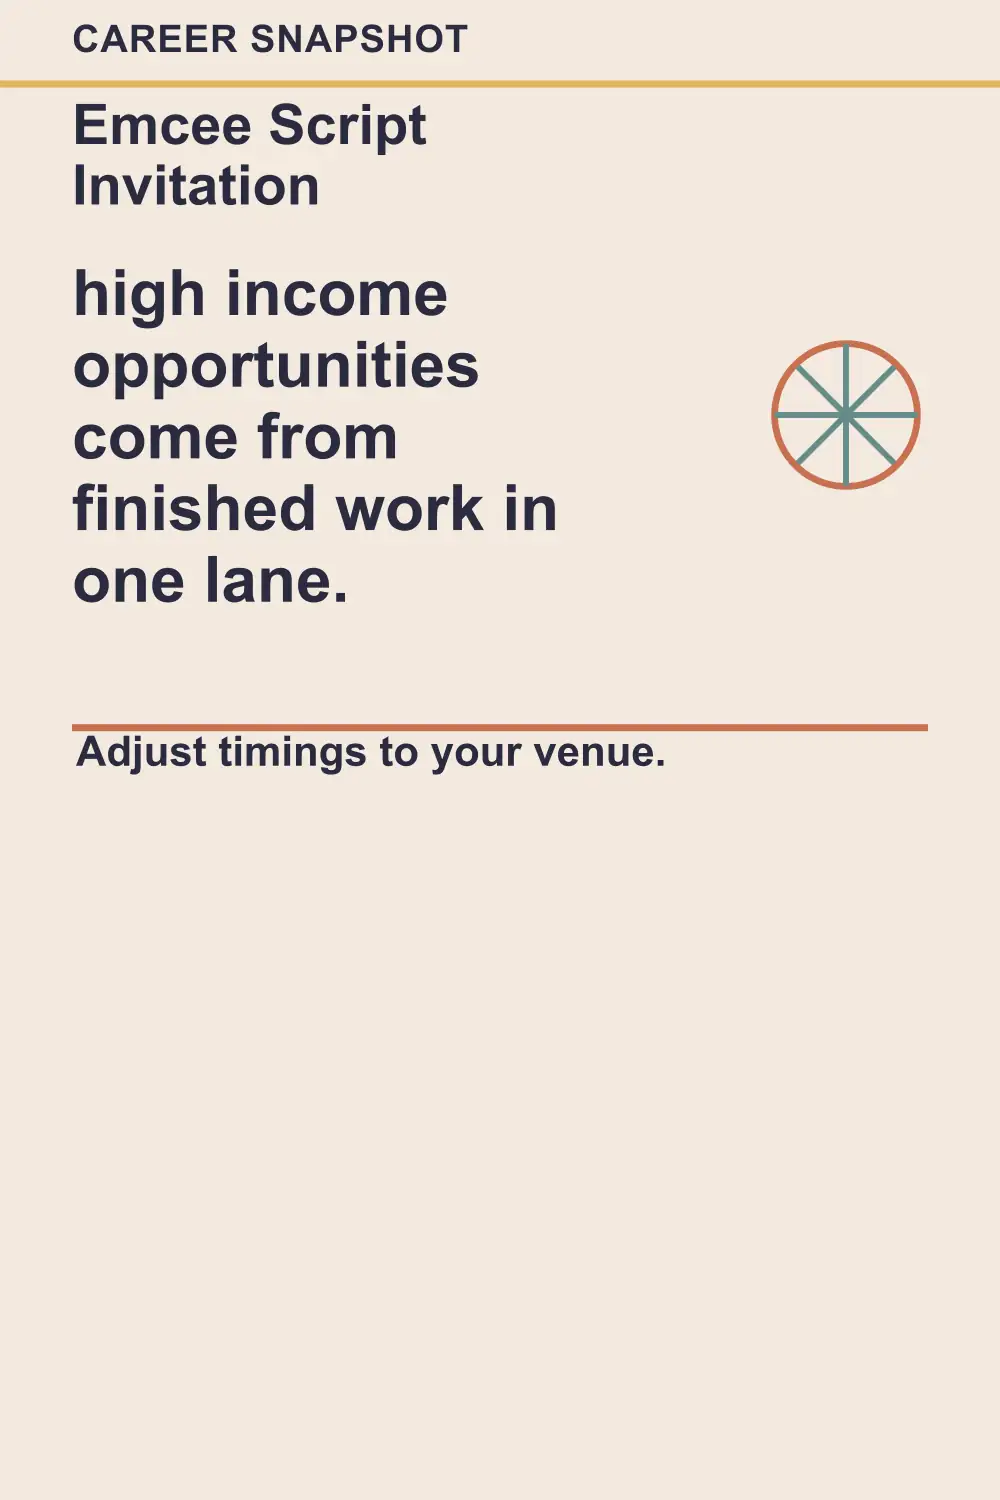 CAREER SNAPSHOT
Emcee Script
Invitation
high income
opportunities
come from
finished work in
one lane.
Adjust timings to your venue.